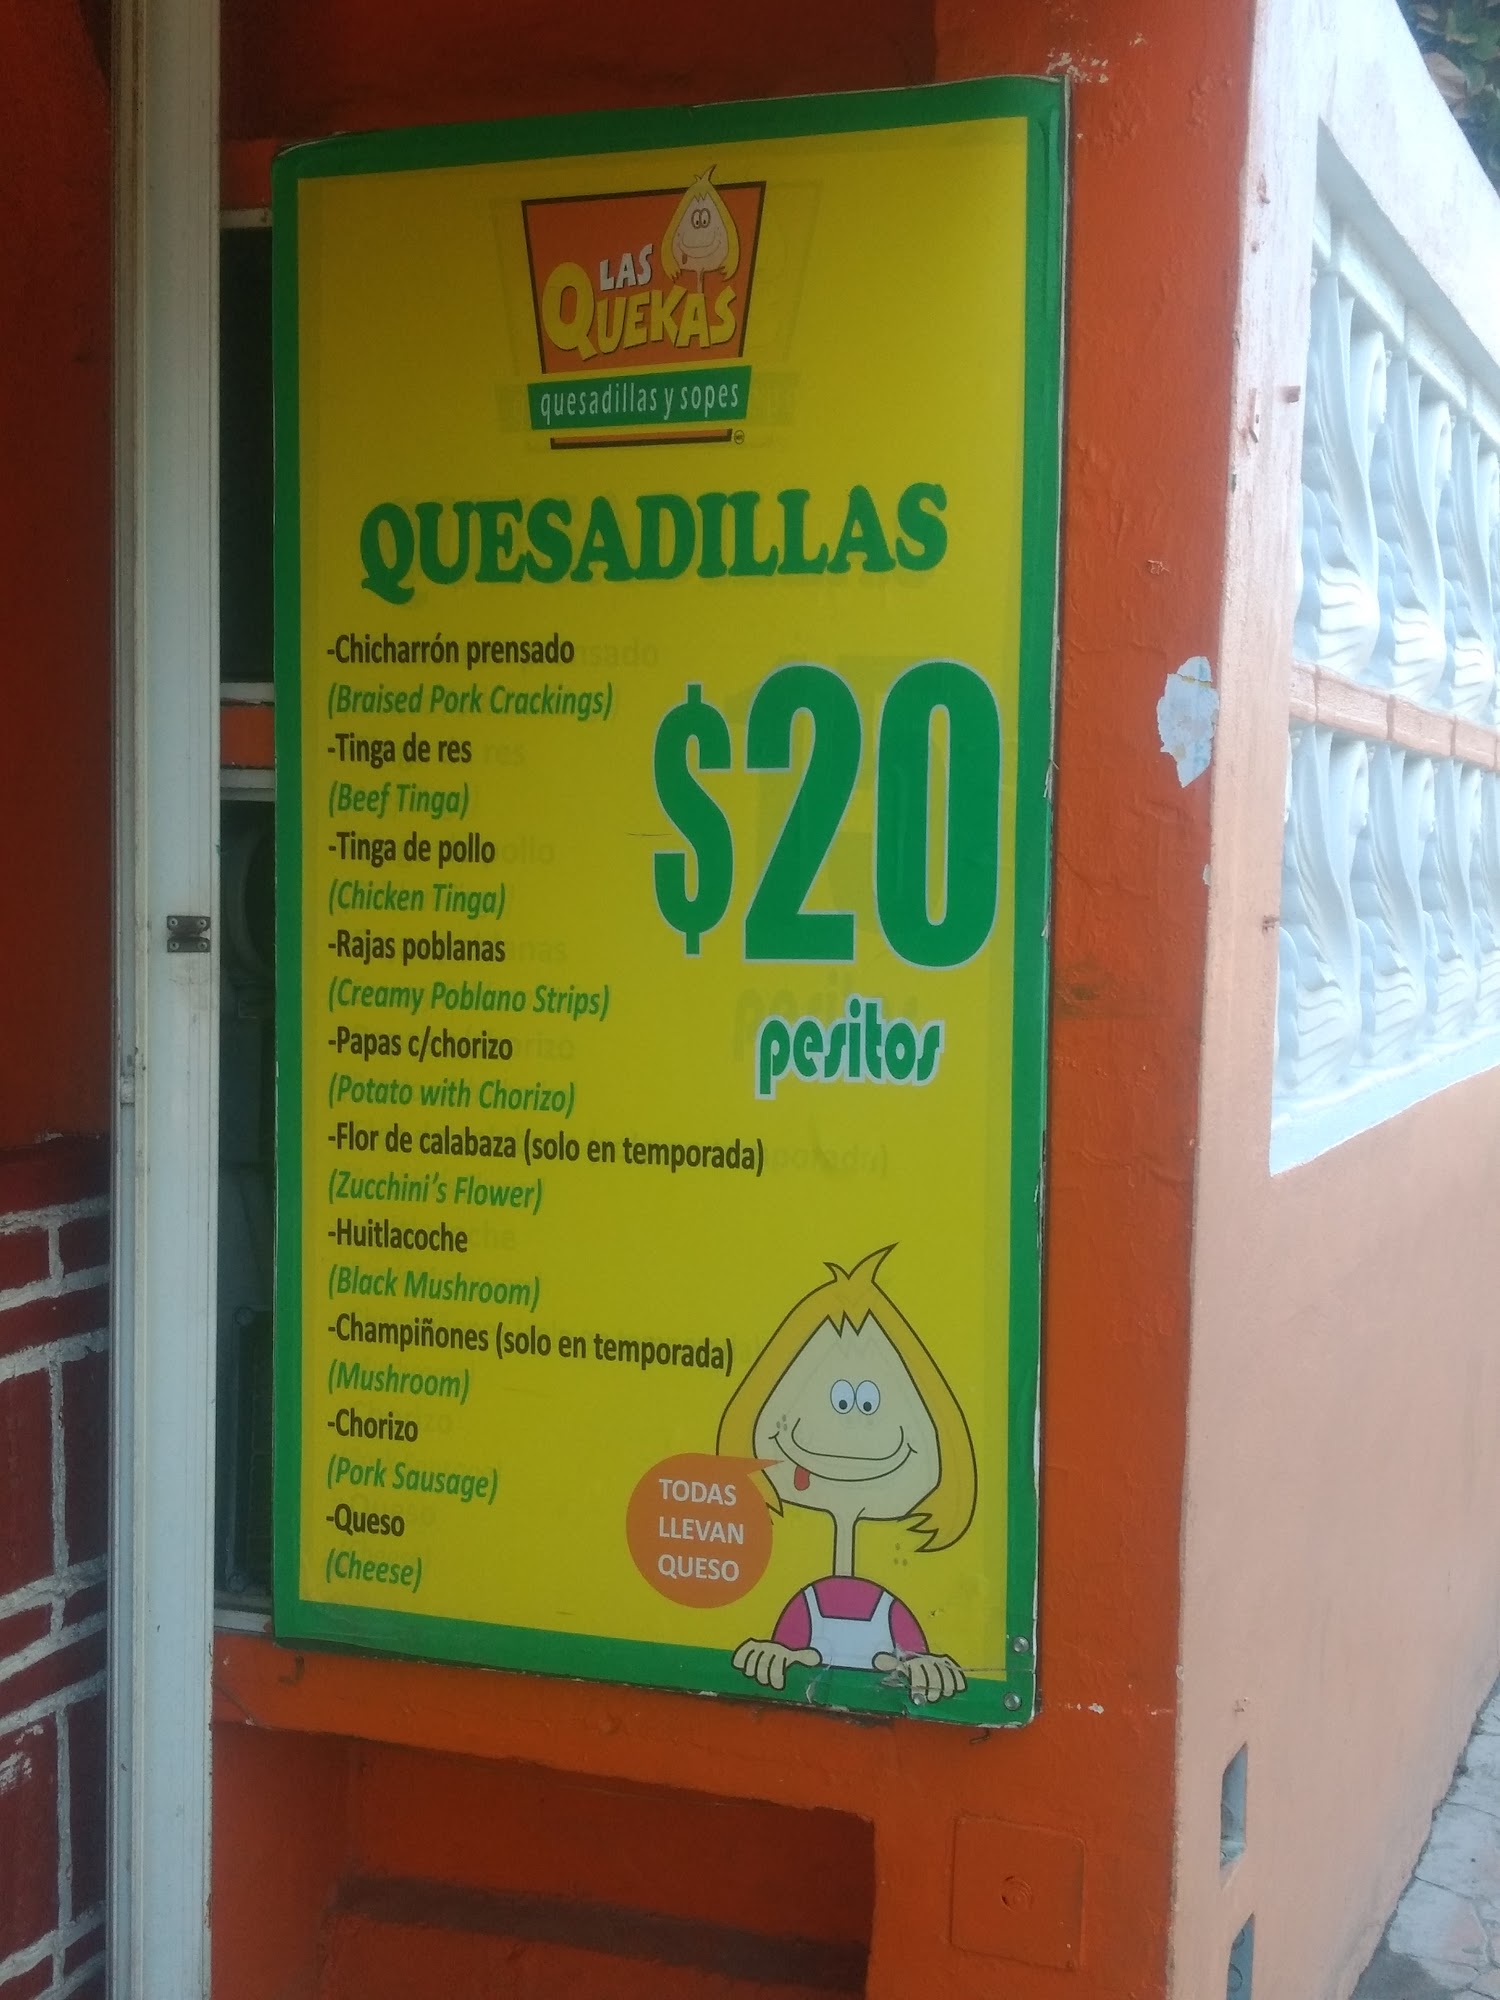 LAS
QUEKAS
quesadillas y sopes
QUESADILLAS
-Chicharrón prensado
(Braised Pork Crackings)
-Tinga de res
(Beef Tinga)
-Tinga de pollo
(Chicken Tinga)
-Rajas poblanas
(Creamy Poblano Strips)
-Papas c/chorizo
(Potato with Chorizo)
-Flor de calabaza (solo en temporada)
(Zucchini's Flower)
-Huitlacoche
(Black Mushroom)
-Champiñones (solo en temporada)
(Mushroom)
-Chorizo
(Pork Sausage)
-Queso
(Cheese)
$20
pesitos
TODAS
LLEVAN
QUESO